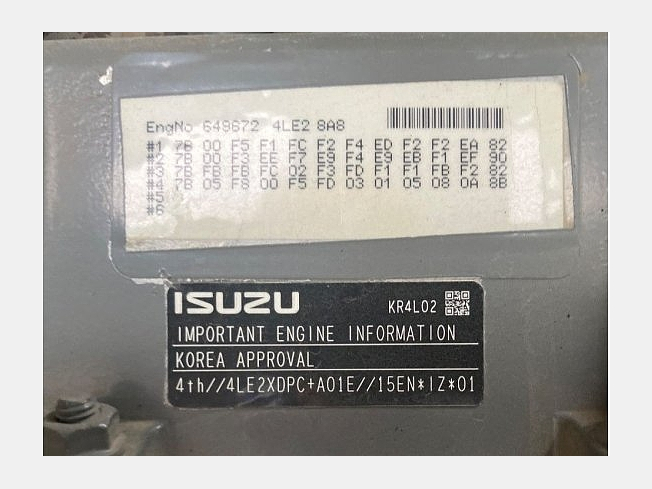 EngNo 649672 4LE2 8A8
#1 7B 00 F5 F1 FC F2 F4 ED F2 F2 EA 82
#2 7B 00 F3 EE F7 E9 F4 E9 EB F1 EF 90
#3 7B FB FB FC 02 F3 FD F1 F1 FB F2 82
#4 7B 05 F8 00 F5 FD 03 01 05 08 0A 8B
#5
#6
ISUZU KR4L02
IMPORTANT ENGINE INFORMATION
KOREA APPROVAL
4th//4LE2XDPC+A01E//15EN*IZ*01